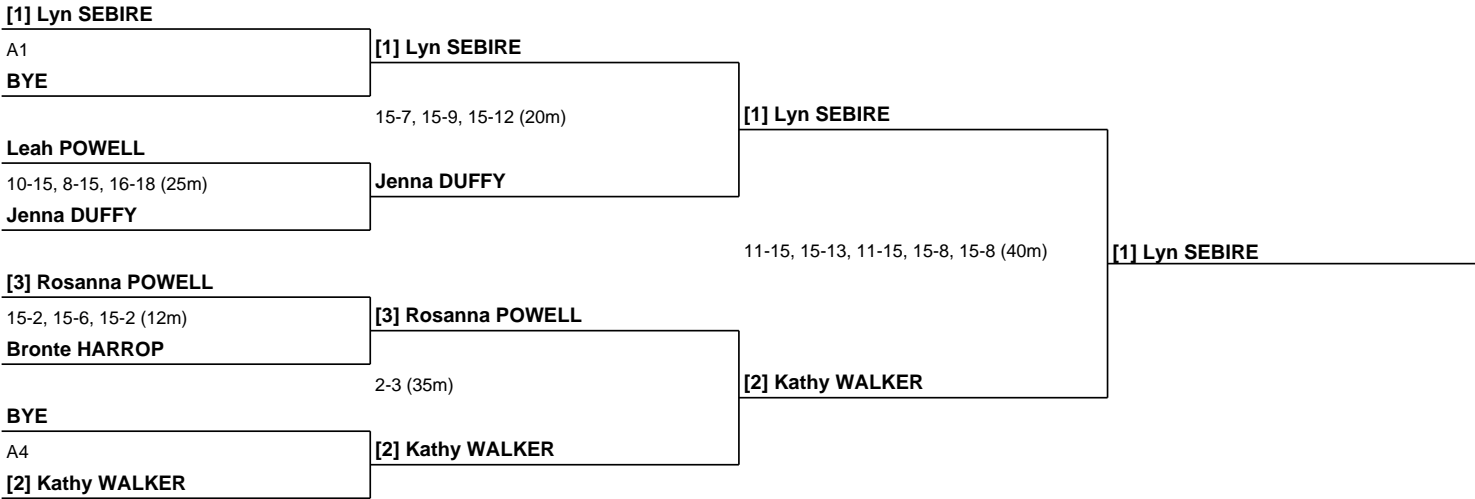 [1] Lyn SEBIRE
A1
BYE
Leah POWELL
10-15, 8-15, 16-18 (25m)
Jenna DUFFY
[3] Rosanna POWELL
15-2, 15-6, 15-2 (12m)
Bronte HARROP
BYE
A4
[2] Kathy WALKER
[1] Lyn SEBIRE
15-7, 15-9, 15-12 (20m)
Jenna DUFFY
[3] Rosanna POWELL
2-3 (35m)
[2] Kathy WALKER
[1] Lyn SEBIRE
11-15, 15-13, 11-15, 15-8, 15-8 (40m)
[2] Kathy WALKER
[1] Lyn SEBIRE